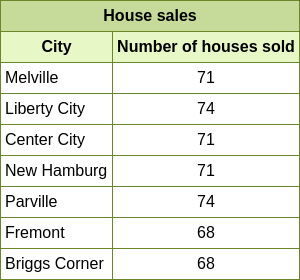 House sales
City Number of houses sold
Melville 71
Liberty City 74
Center City 71
New Hamburg 71
Parville 74
Fremont 68
Briggs Corner 68